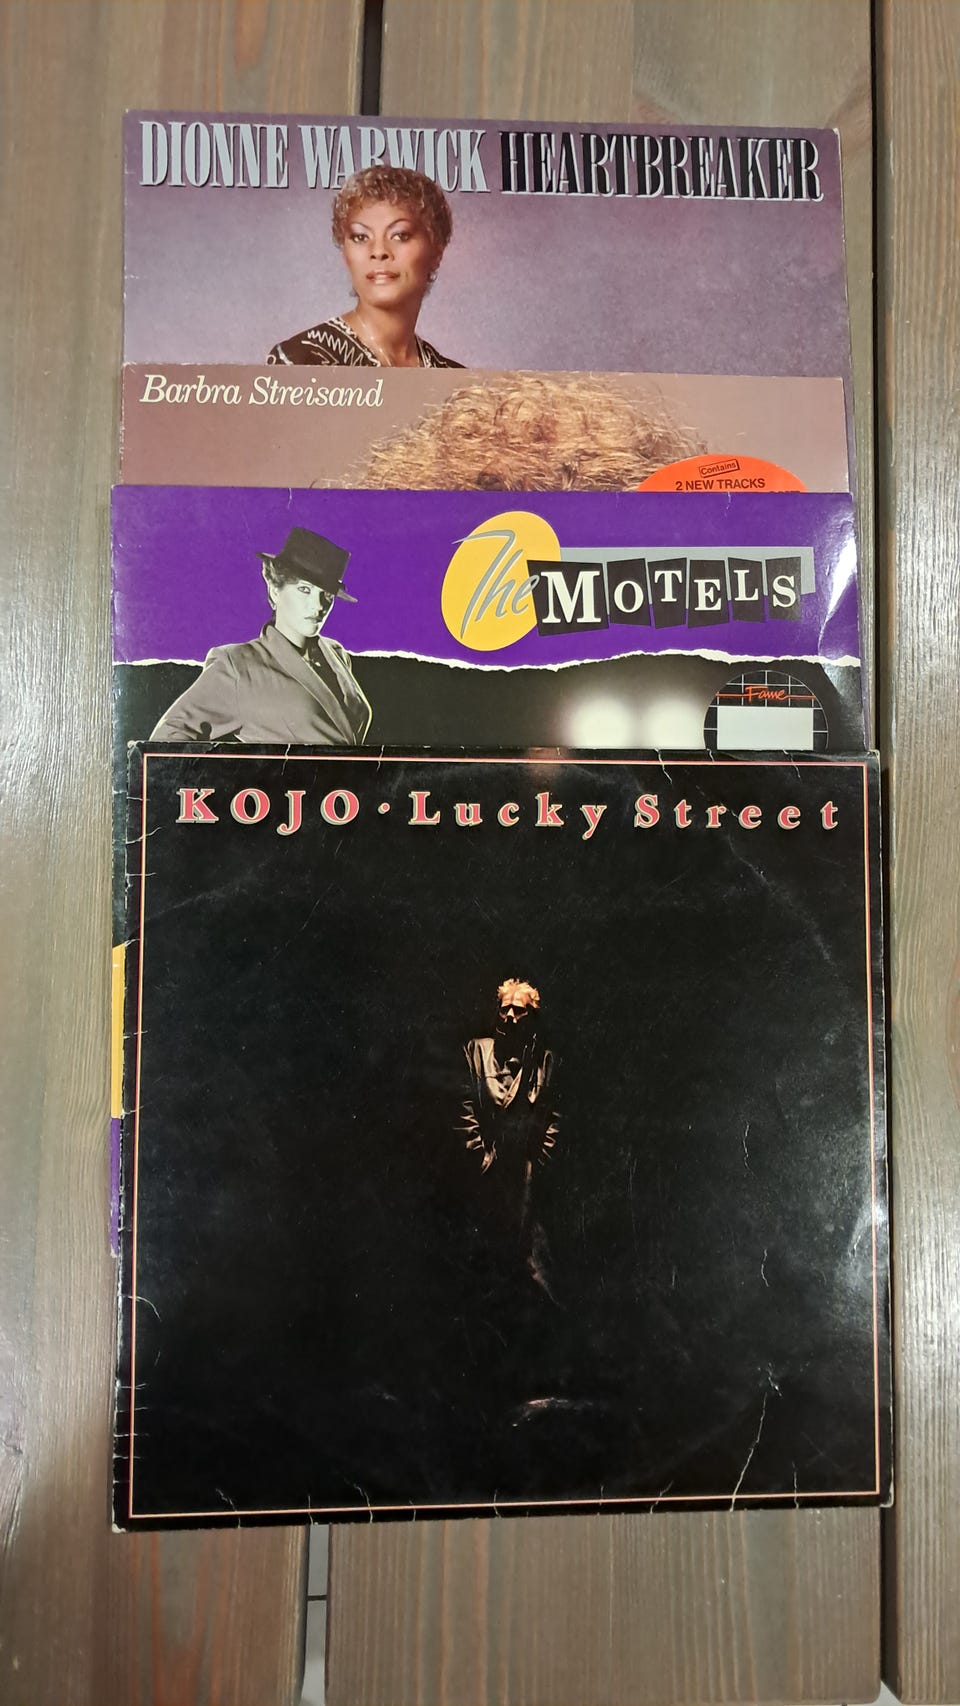 DIONNE WARWICK HEARTBREAKER
Barbra Streisand
Contains
2 NEW TRACKS
The MOTELS
Fame
KOJO · Lucky Street